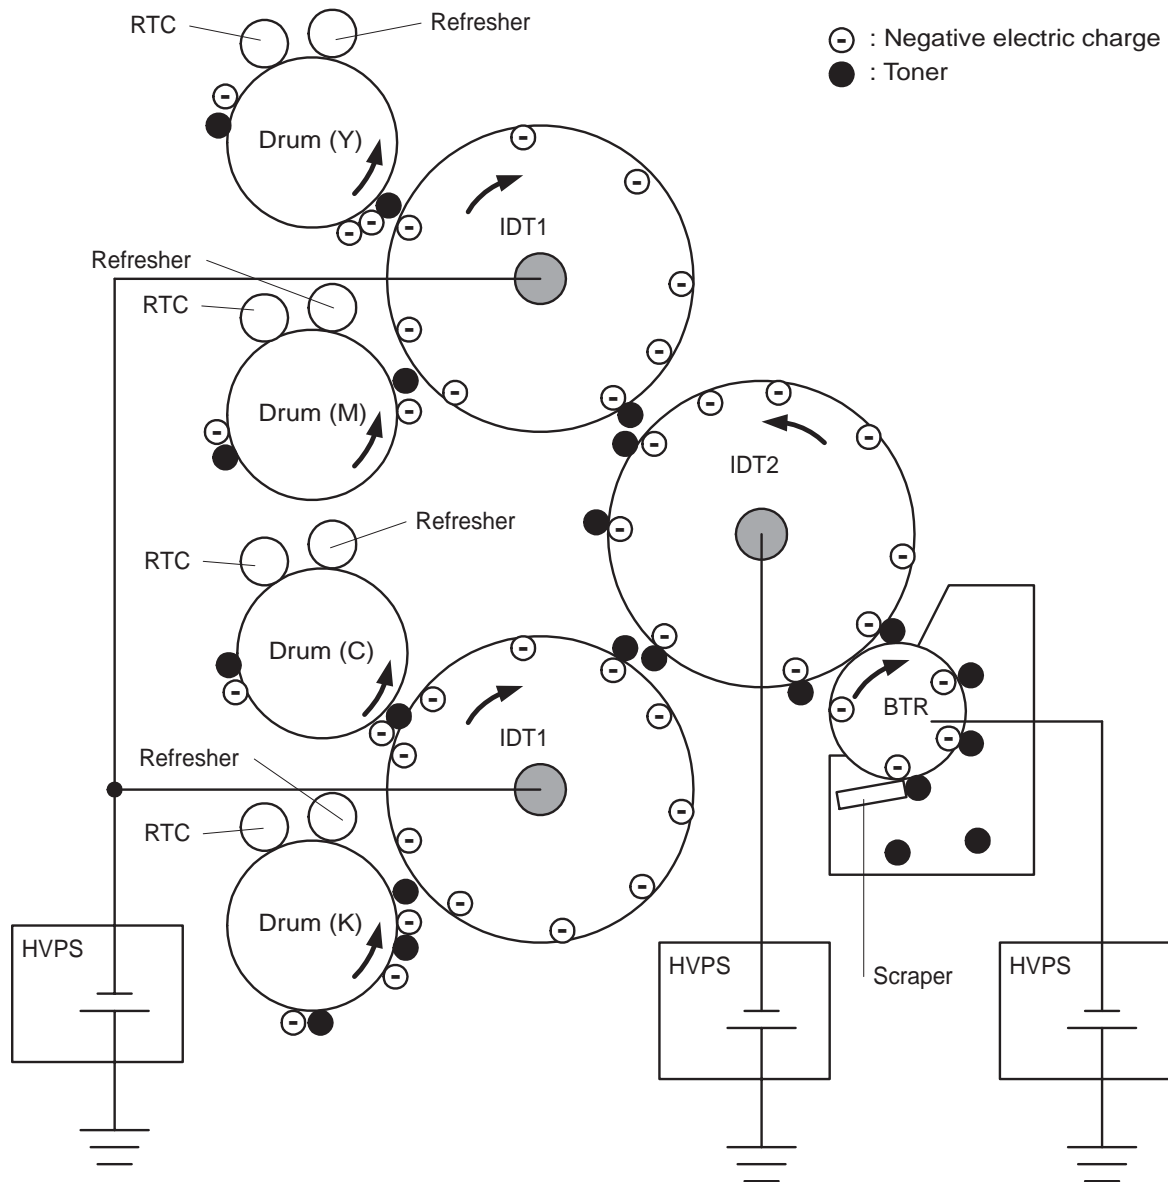 RTC
Refresher
: Negative electric charge
: Toner
Drum (Y)
IDT1
Refresher
RTC
Drum (M)
IDT2
Refresher
RTC
Drum (C)
BTR
IDT1
Refresher
RTC
Drum (K)
HVPS
HVPS
Scraper
HVPS